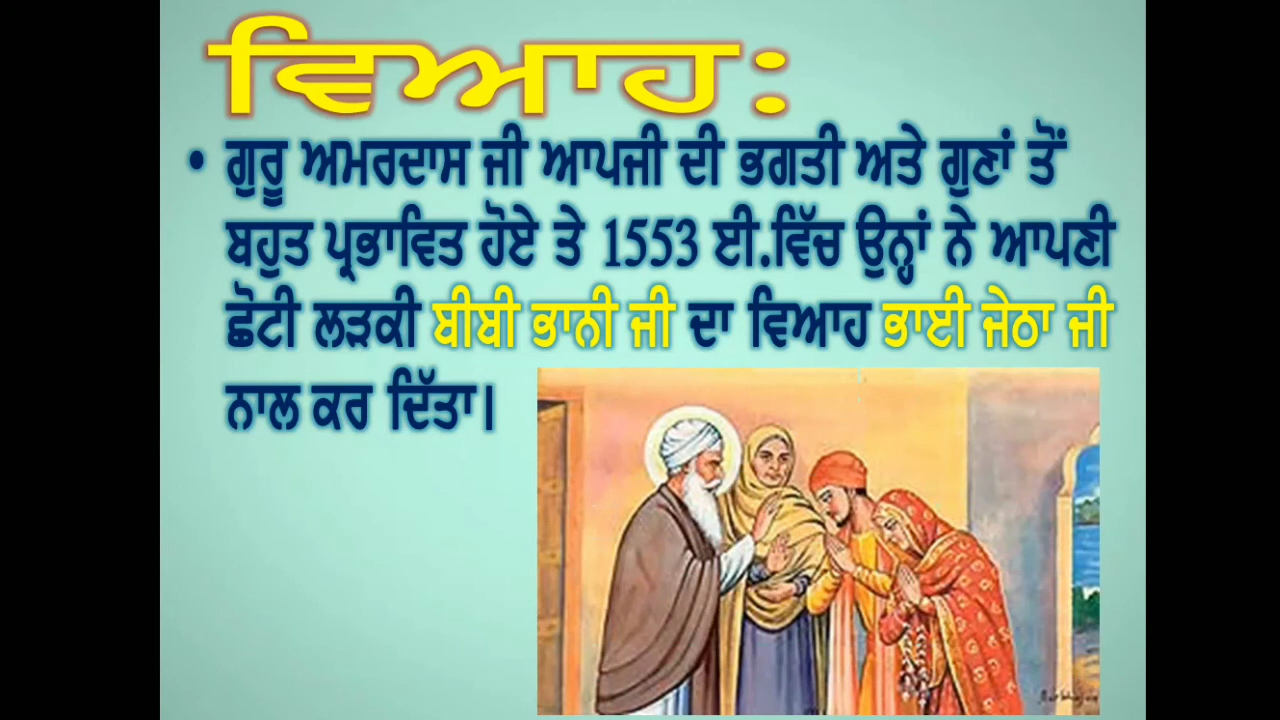 ਵਿਆਹ:
• ਗੁਰੂ ਅਮਰਦਾਸ ਜੀ ਆਪਜੀ ਦੀ ਭਗਤੀ ਅਤੇ ਗੁਣਾਂ ਤੋਂ
ਬਹੁਤ ਪ੍ਰਭਾਵਿਤ ਹੋਏ ਤੇ 1553 ਈ.ਵਿੱਚ ਉਨ੍ਹਾਂ ਨੇ ਆਪਣੀ
ਛੋਟੀ ਲੜਕੀ ਬੀਬੀ ਭਾਨੀ ਜੀ ਦਾ ਵਿਆਹ ਭਾਈ ਜੇਠਾ ਜੀ
ਨਾਲ ਕਰ ਦਿੱਤਾ।